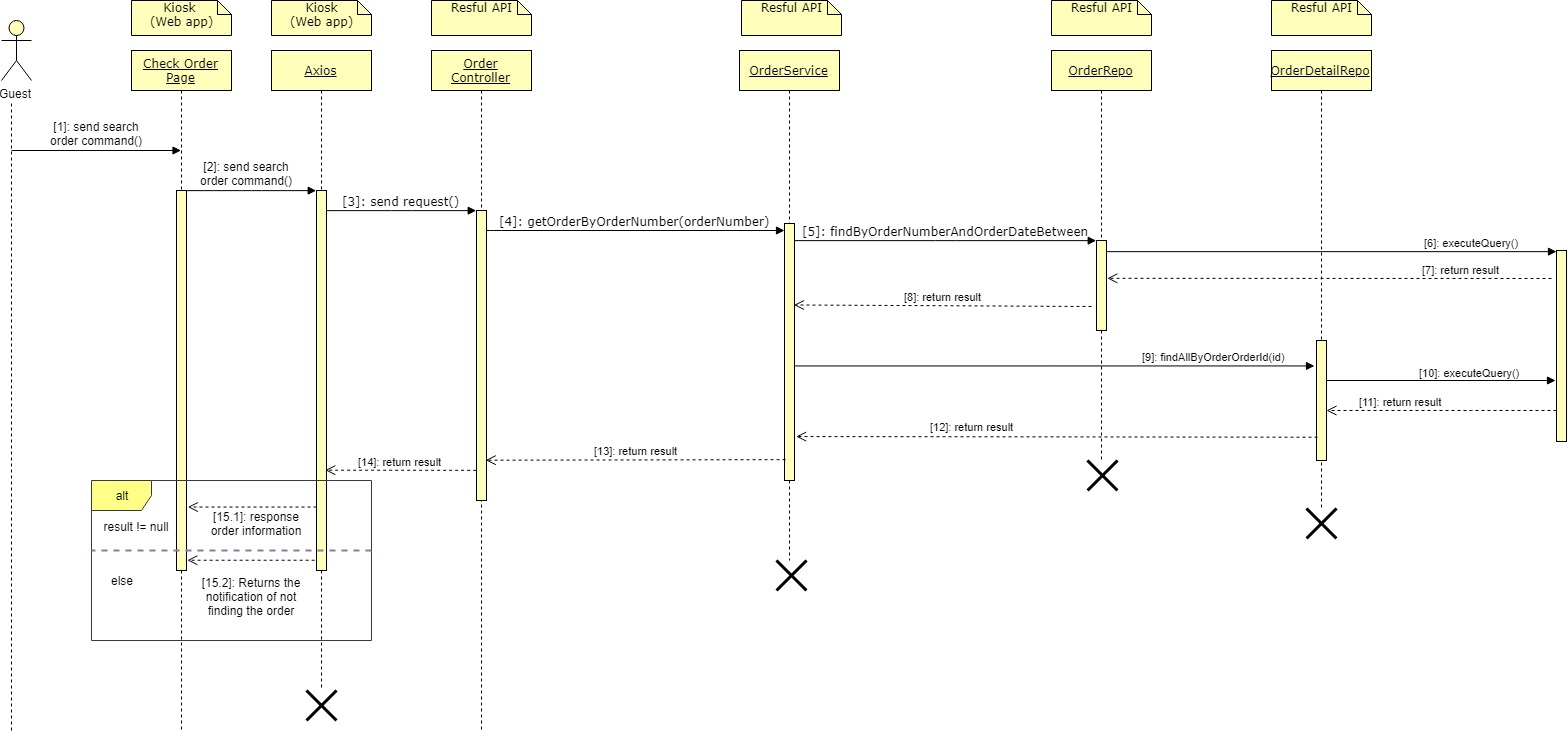 Kiosk
(Web app)
Kiosk
(Web app)
Resful API
Resful API
Resful API
Resful API
Check Order
Page
Axios
Order
Controller
OrderService
OrderRepo
OrderDetailRepo
Guest
[1]: send search
order command()
[2]: send search
order command()
[3]: send request()
[4]: getOrderByOrderNumber(orderNumber)
[5]: findByOrderNumberAndOrderDateBetween
[6]: executeQuery()
[7]: return result
[8]: return result
[9]: findAllByOrderOrderId(id)
[10]: executeQuery()
[11]: return result
[12]: return result
[13]: return result
[14]: return result
alt
result != null
[15.1]: response
order information
else
[15.2]: Returns the
notification of not
finding the order